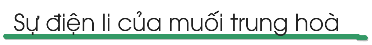 Sự điện li của muối trung hoà